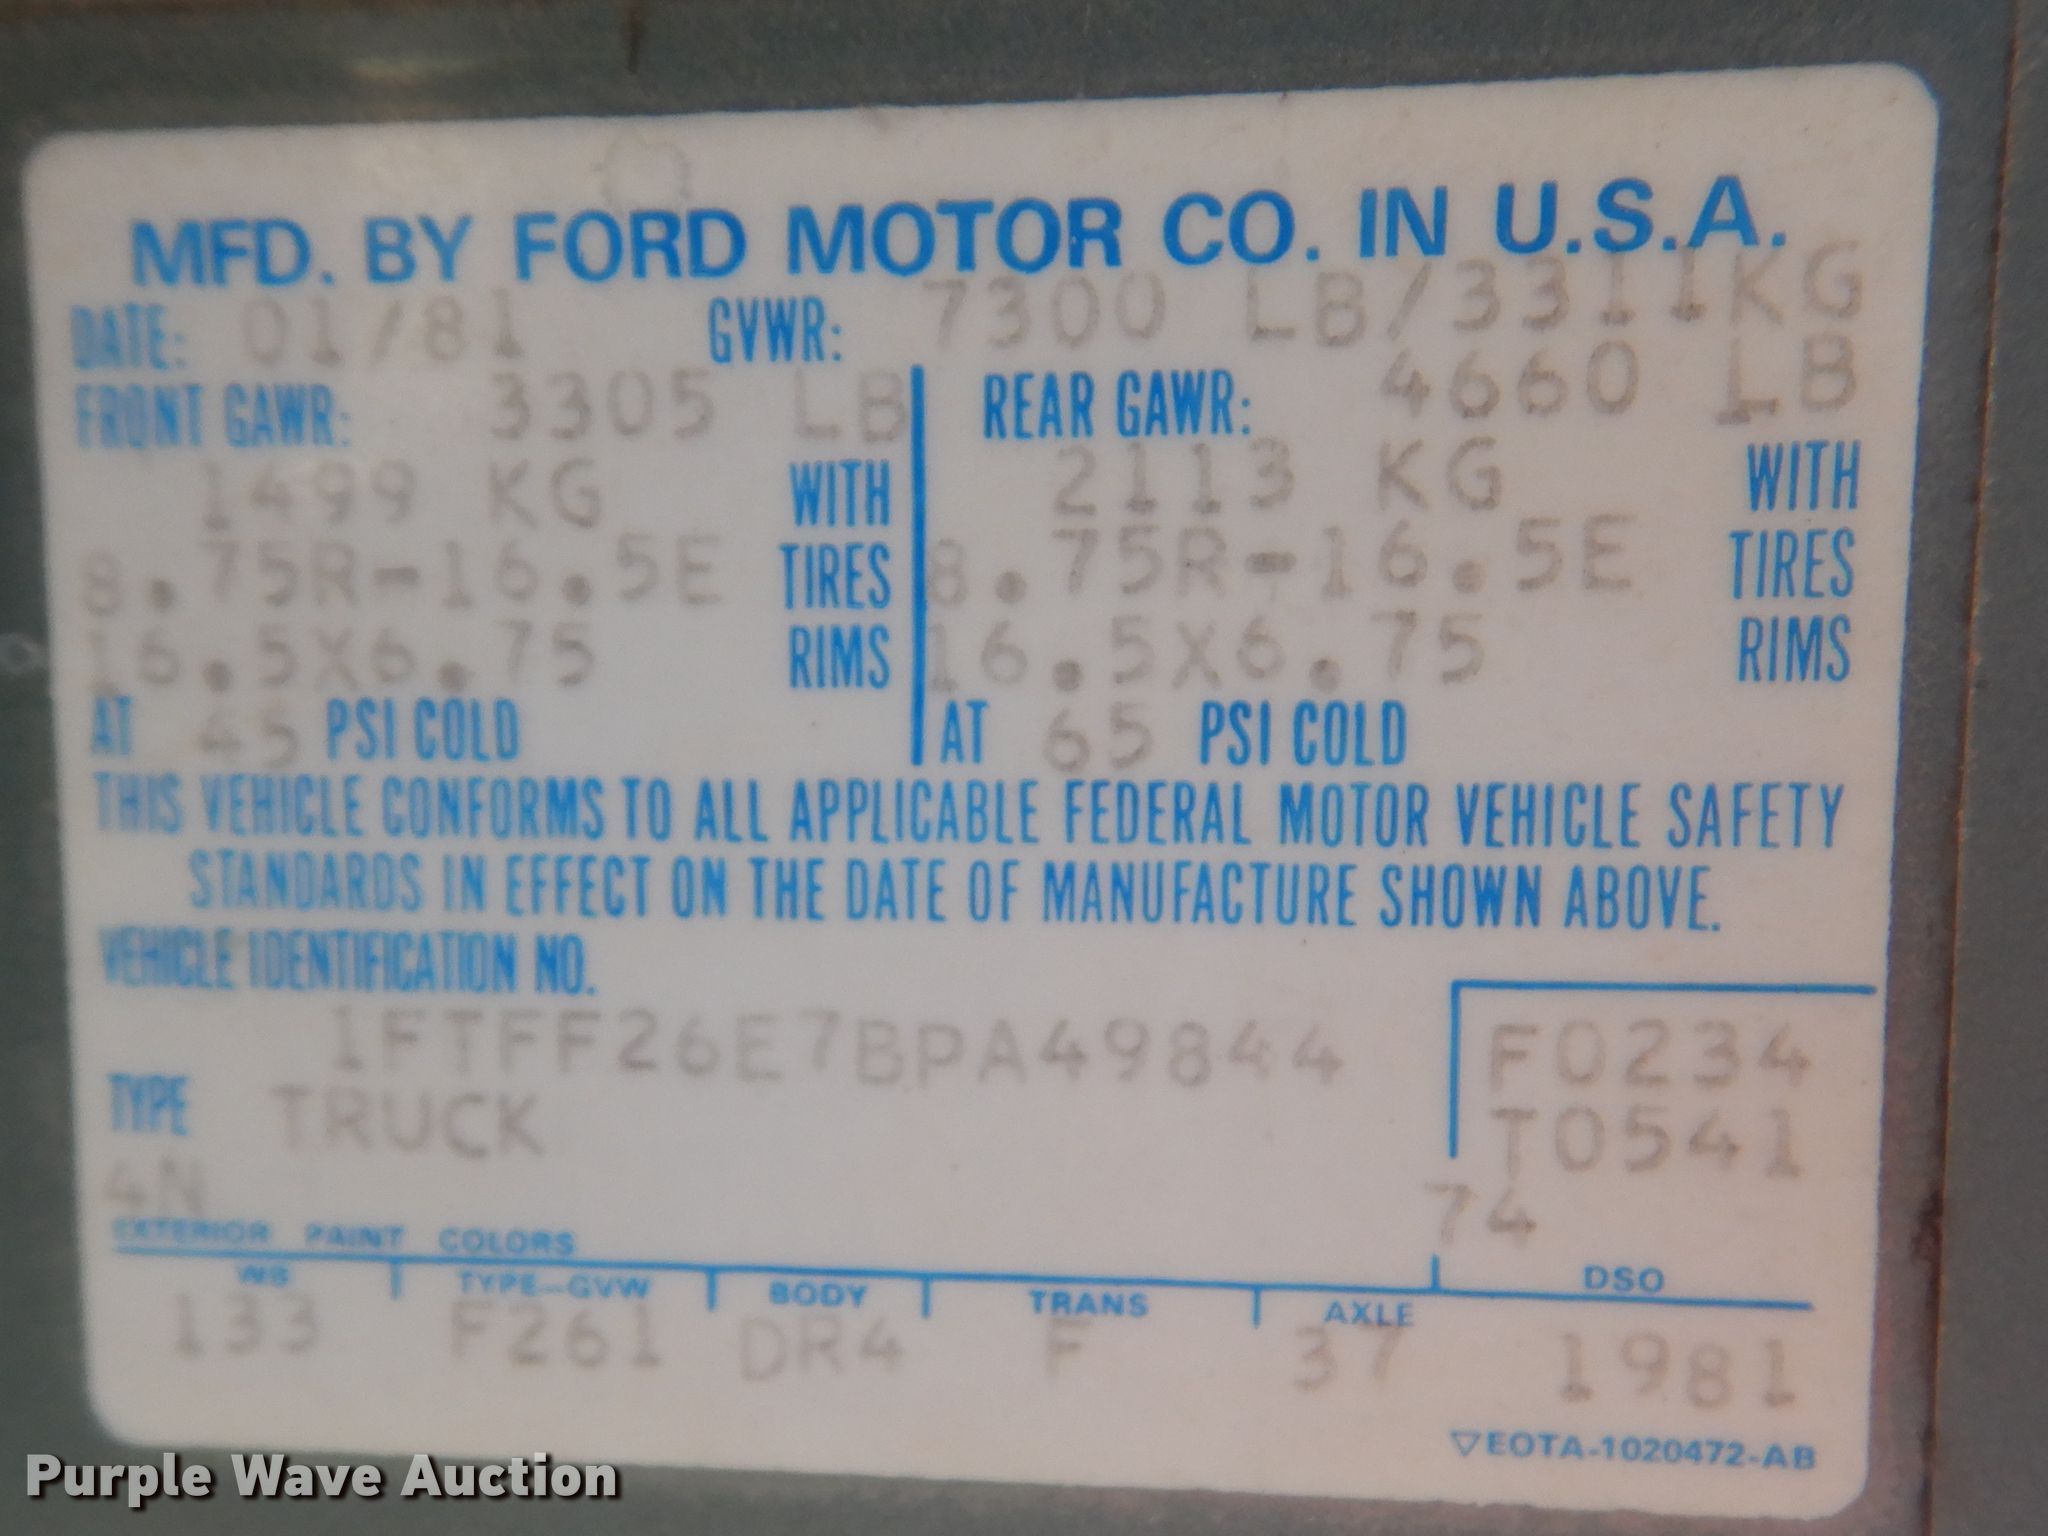 MFD. BY FORD MOTOR CO. IN U.S.A.
DATE: 01/81 GVWR: 7300 LB/3311KG
FRONT GAWR: 3305 LB REAR GAWR: 4660 LB
1499 KG WITH 2113 KG WITH
8.75R-16.5E TIRES 8.75R-16.5E TIRES
16.5X6.75 RIMS 16.5X6.75 RIMS
AT 45 PSI COLD AT 65 PSI COLD
THIS VEHICLE CONFORMS TO ALL APPLICABLE FEDERAL MOTOR VEHICLE SAFETY
STANDARDS IN EFFECT ON THE DATE OF MANUFACTURE SHOWN ABOVE.
VEHICLE IDENTIFICATION NO.
1FTFF26E7BPA49844 F0234
TYPE TRUCK T0541
4N 74
EXTERIOR PAINT COLORS
WB TYPE-GVW BODY TRANS AXLE DSO
133 F261 DR4 F 37 1981
▽EOTA-1020472-AB
Purple Wave Auction